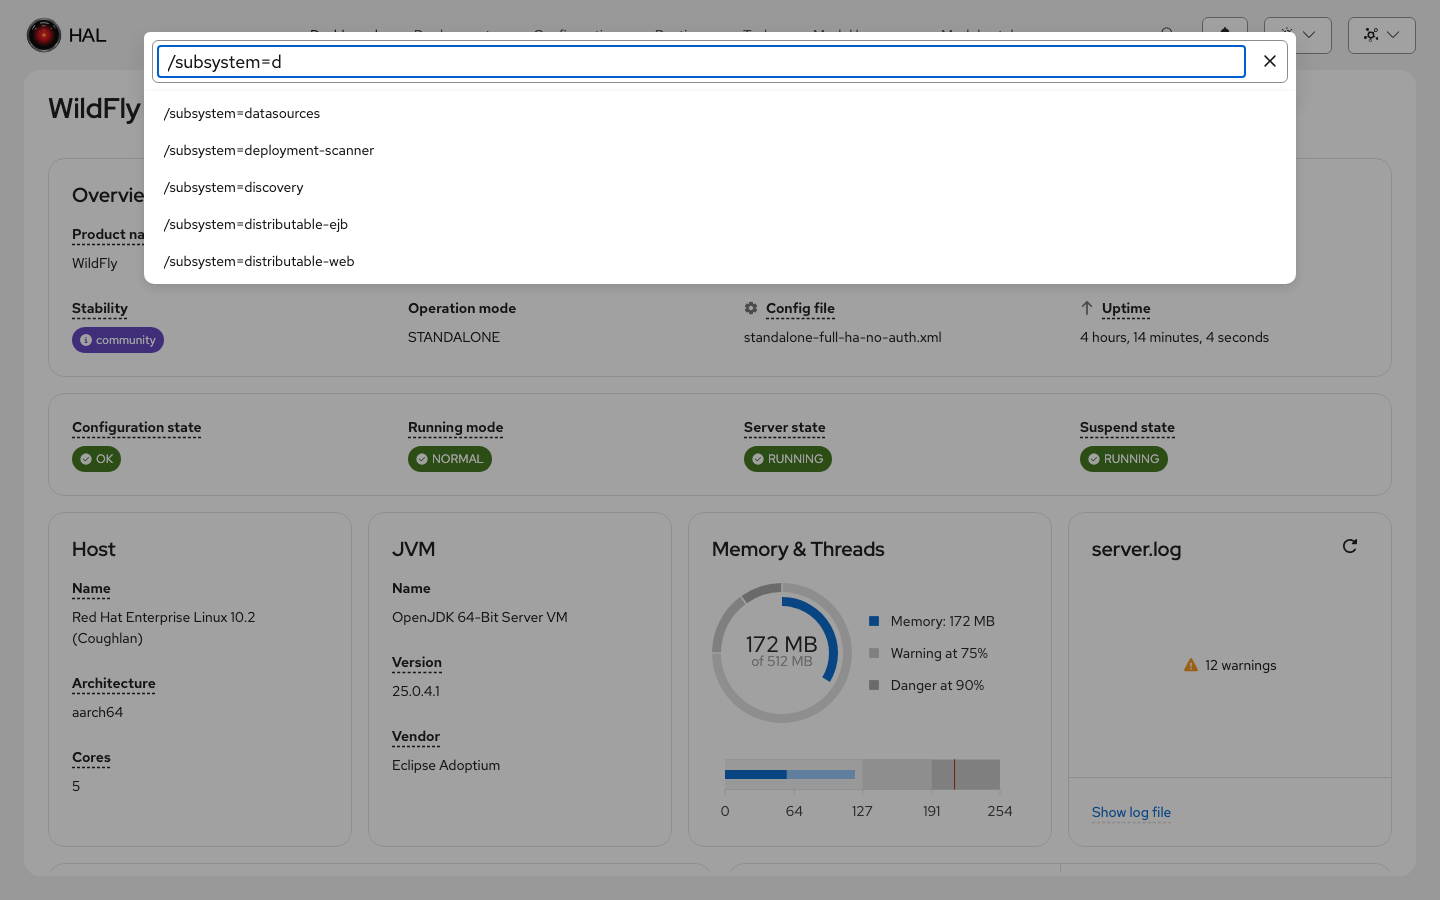 HAL
/subsystem=d
/subsystem=datasources
/subsystem=deployment-scanner
/subsystem=discovery
/subsystem=distributable-ejb
/subsystem=distributable-web
WildFly
Overvie
Product na
WildFly
Stability
community
Operation mode
STANDALONE
Config file
standalone-full-ha-no-auth.xml
Uptime
4 hours, 14 minutes, 4 seconds
Configuration state
OK
Running mode
NORMAL
Server state
RUNNING
Suspend state
RUNNING
Host
Name
Red Hat Enterprise Linux 10.2
(Coughlan)
Architecture
aarch64
Cores
5
JVM
Name
OpenJDK 64-Bit Server VM
Version
25.0.4.1
Vendor
Eclipse Adoptium
Memory & Threads
172 MB
of 512 MB
Memory: 172 MB
Warning at 75%
Danger at 90%
0 64 127 191 254
server.log
12 warnings
Show log file